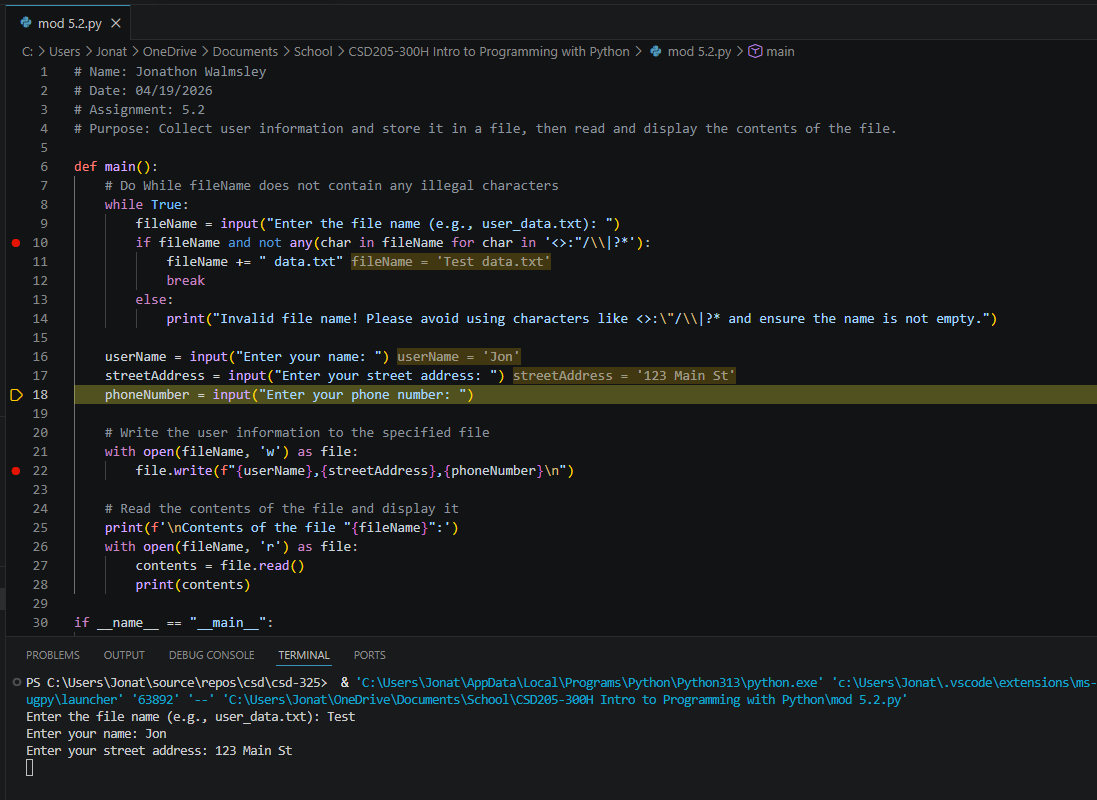 mod 5.2.py
C: > Users > Jonat > OneDrive > Documents > School > CSD205-300H Intro to Programming with Python > mod 5.2.py > main
1 # Name: Jonathon Walmsley
2 # Date: 04/19/2026
3 # Assignment: 5.2
4 # Purpose: Collect user information and store it in a file, then read and display the contents of the file.
5
6 def main():
7     # Do While fileName does not contain any illegal characters
8     while True:
9         fileName = input("Enter the file name (e.g., user_data.txt): ")
10         if fileName and not any(char in fileName for char in '<>:"/\\|?*'):
11             fileName += " data.txt" fileName = 'Test data.txt'
12             break
13         else:
14             print("Invalid file name! Please avoid using characters like <>:\"/\\|?* and ensure the name is not empty.")
15
16     userName = input("Enter your name: ") userName = 'Jon'
17     streetAddress = input("Enter your street address: ") streetAddress = '123 Main St'
18     phoneNumber = input("Enter your phone number: ")
19
20     # Write the user information to the specified file
21     with open(fileName, 'w') as file:
22         file.write(f"{userName},{streetAddress},{phoneNumber}\n")
23
24     # Read the contents of the file and display it
25     print(f'\nContents of the file "{fileName}":')
26     with open(fileName, 'r') as file:
27         contents = file.read()
28         print(contents)
29
30 if __name__ == "__main__":
PROBLEMS OUTPUT DEBUG CONSOLE TERMINAL PORTS
PS C:\Users\Jonat\source\repos\csd\csd-325>  & 'C:\Users\Jonat\AppData\Local\Programs\Python\Python313\python.exe' 'c:\Users\Jonat\.vscode\extensions\ms-
ugpy\launcher' '63892' '--' 'C:\Users\Jonat\OneDrive\Documents\School\CSD205-300H Intro to Programming with Python\mod 5.2.py'
Enter the file name (e.g., user_data.txt): Test
Enter your name: Jon
Enter your street address: 123 Main St